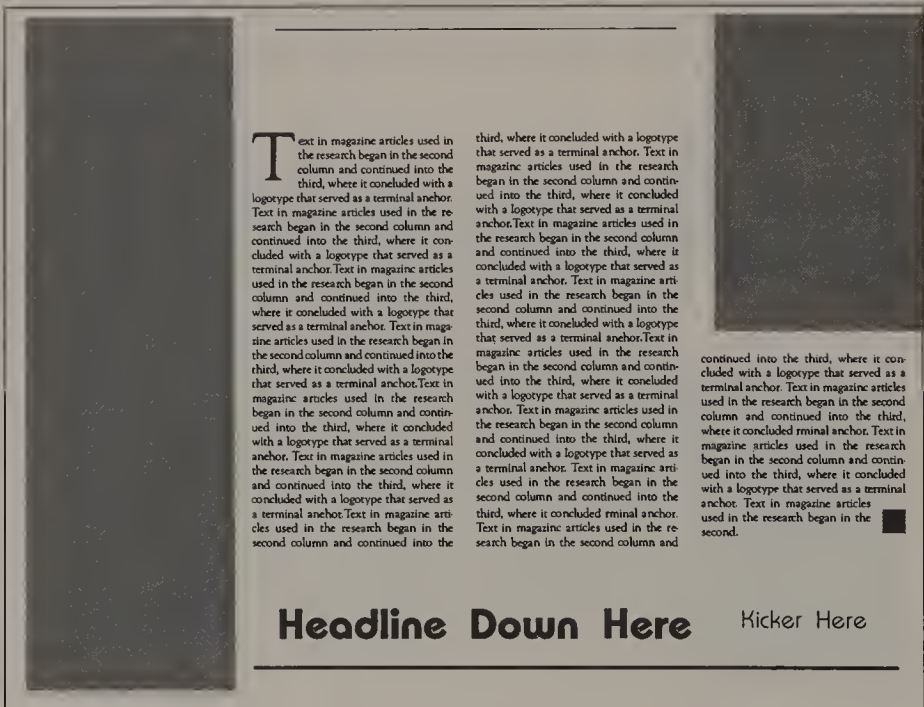 Text in magazine articles used in
the research began in the second
column and continued into the
third, where it concluded with a
logotype that served as a terminal anchor.
Text in magazine articles used in the re-
search began in the second column and
continued into the third, where it con-
cluded with a logotype that served as a
terminal anchor.Text in magazine articles
used in the research began in the second
column and continued into the third,
where it concluded with a logotype that
served as a terminal anchor. Text in maga-
zine articles used in the research began in
the second column and continued into the
third, where it concluded with a logotype
that served as a terminal anchor.Text in
magazine articles used in the research
began in the second column and contin-
ued into the third, where it concluded
with a logotype that served as a terminal
anchor. Text in magazine articles used in
the research began in the second column
and continued into the third, where it
concluded with a logotype that served as
a terminal anchor.Text in magazine arti-
cles used in the research began in the
second column and continued into the
third, where it concluded with a logotype
that served as a terminal anchor. Text in
magazine articles used in the research
began in the second column and contin-
ued into the third, where it concluded
with a logotype that served as a terminal
anchor.Text in magazine articles used in
the research began in the second column
and continued into the third, where it
concluded with a logotype that served as
a terminal anchor. Text in magazine arti-
cles used in the research began in the
second column and continued into the
third, where it concluded with a logotype
that served as a terminal anchor.Text in
magazine articles used in the research
began in the second column and contin-
ued into the third, where it concluded
with a logotype that served as a terminal
anchor. Text in magazine articles used in
the research began in the second column
and continued into the third, where it
concluded with a logotype that served as
a terminal anchor. Text in magazine arti-
cles used in the research began in the
second column and continued into the
third, where it concluded rminal anchor.
Text in magazine articles used in the re-
search began in the second column and
continued into the third, where it con-
cluded with a logotype that served as a
terminal anchor. Text in magazine articles
used in the research began in the second
column and continued into the third,
where it concluded rminal anchor. Text in
magazine articles used in the research
began in the second column and contin-
ued into the third, where it concluded
with a logotype that served as a terminal
anchor. Text in magazine articles
used in the research began in the
second.
Headline Down Here
Kicker Here